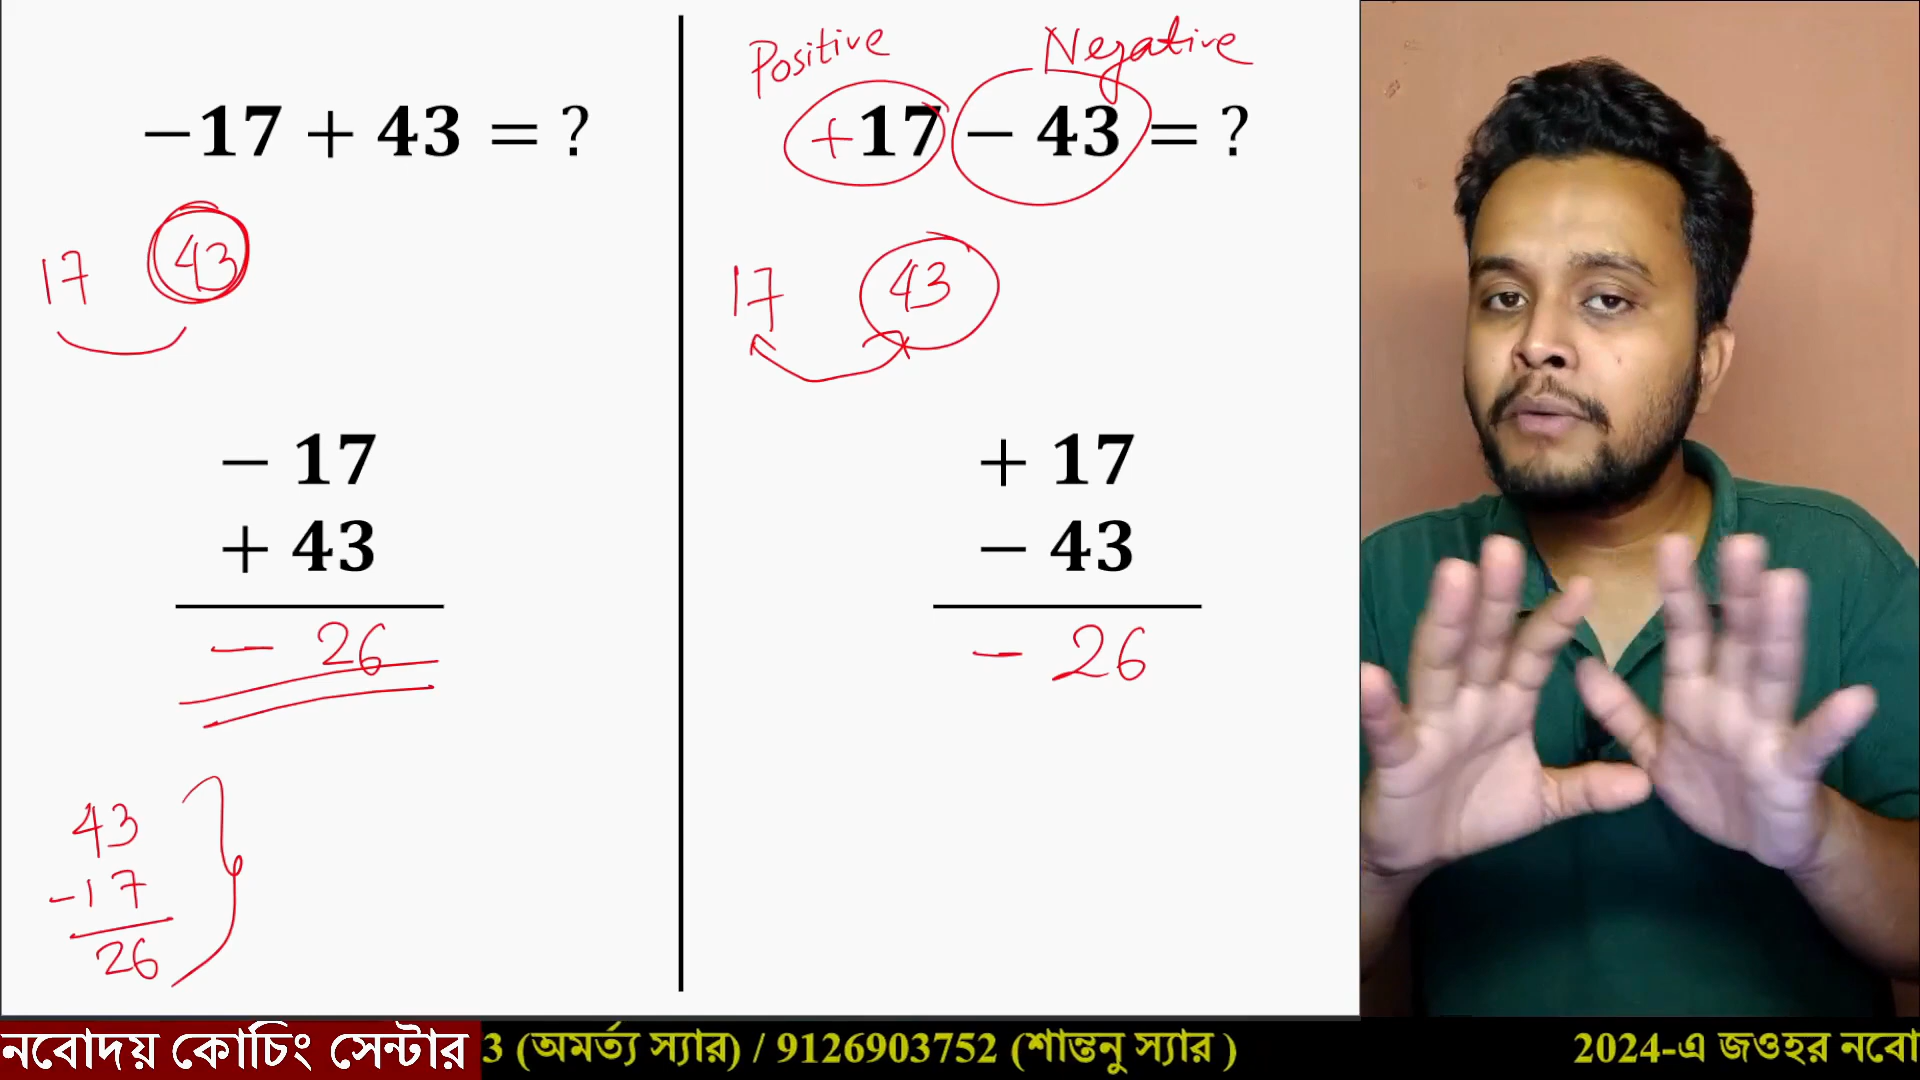 −17 + 43 = ?
17 43
− 17
+ 43
− 26
43
-17
26
Positive Negative
+17 − 43 = ?
17 43
+ 17
− 43
− 26
নবোদয় কোচিং সেন্টার 3 (অমর্ত্য স্যার) / 9126903752 (শান্তনু স্যার ) 2024-এ জওহর নবো